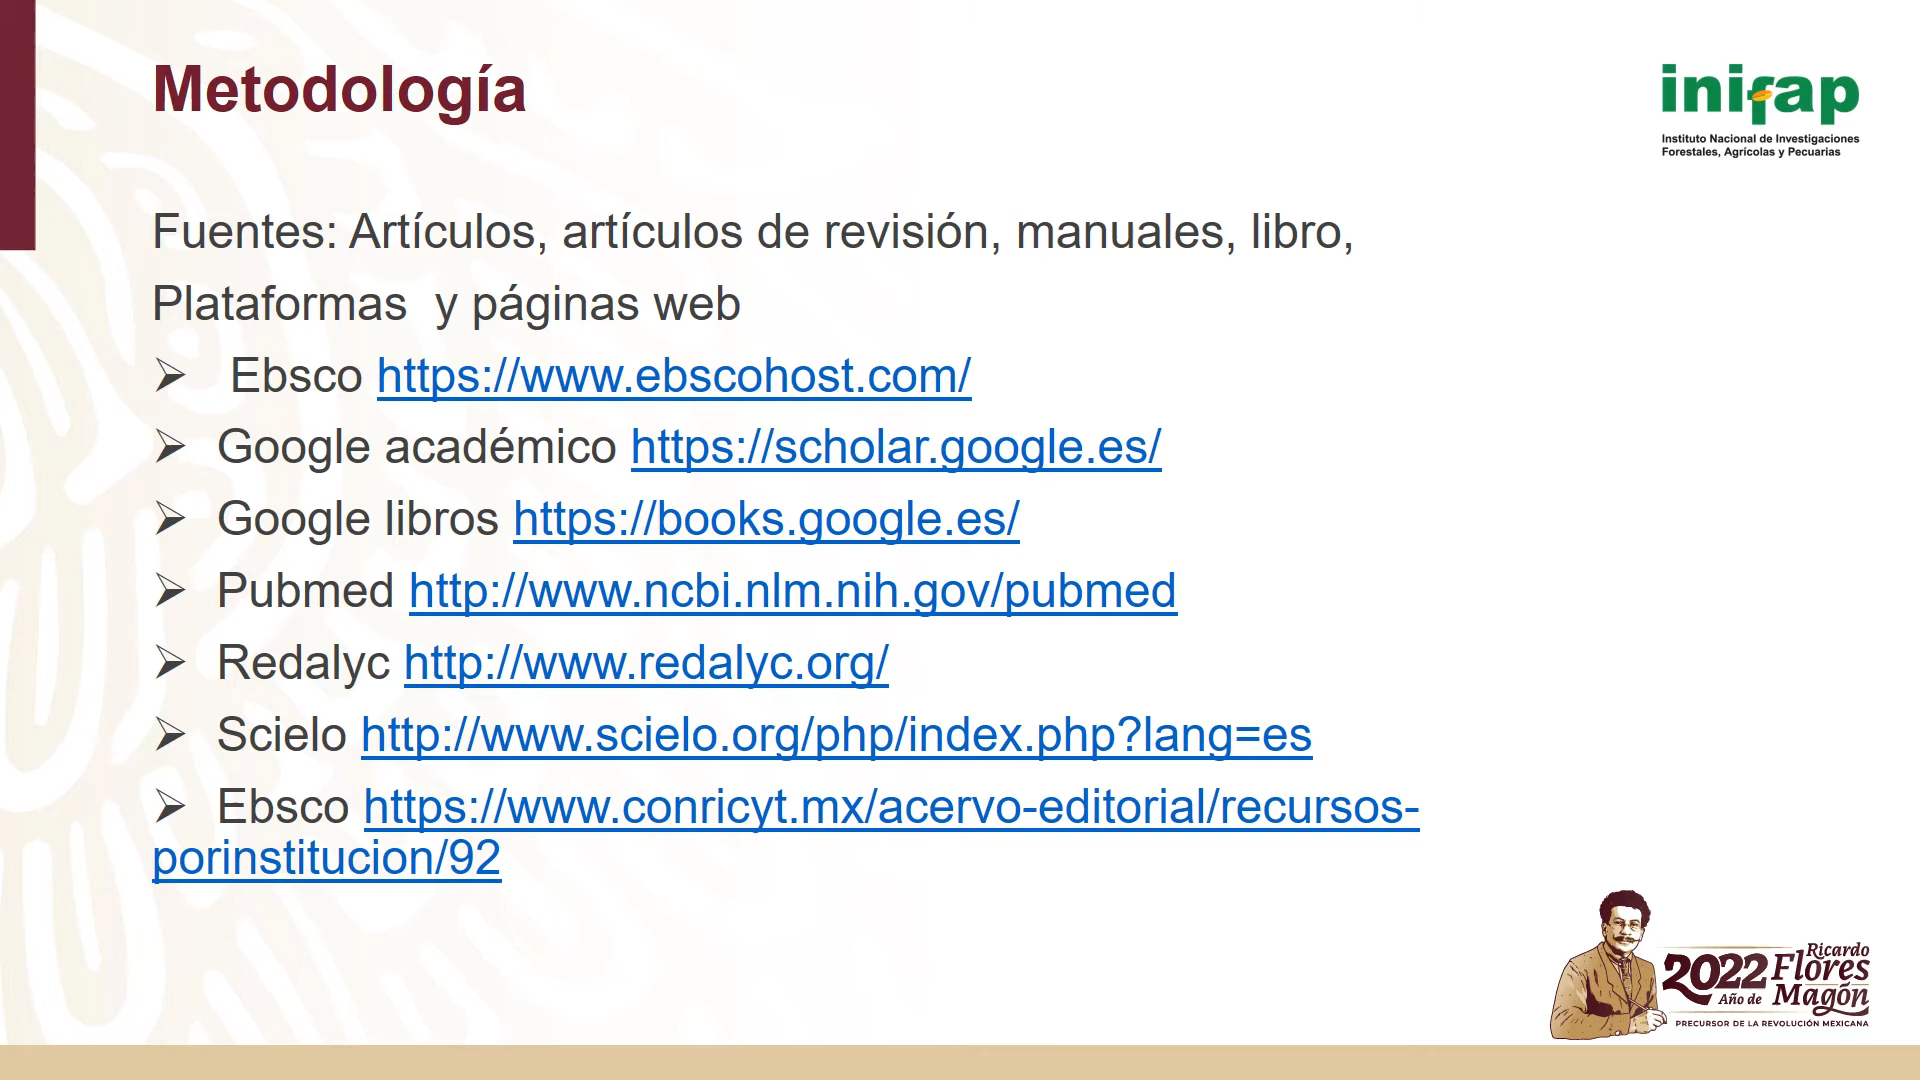 Metodología
inifap
Instituto Nacional de Investigaciones
Forestales, Agrícolas y Pecuarias
Fuentes: Artículos, artículos de revisión, manuales, libro,
Plataformas  y páginas web
➢ Ebsco https://www.ebscohost.com/
➢ Google académico https://scholar.google.es/
➢ Google libros https://books.google.es/
➢ Pubmed http://www.ncbi.nlm.nih.gov/pubmed
➢ Redalyc http://www.redalyc.org/
➢ Scielo http://www.scielo.org/php/index.php?lang=es
➢ Ebsco https://www.conricyt.mx/acervo-editorial/recursos-
porinstitucion/92
2022
Año de
Ricardo
Flores
Magón
PRECURSOR DE LA REVOLUCIÓN MEXICANA